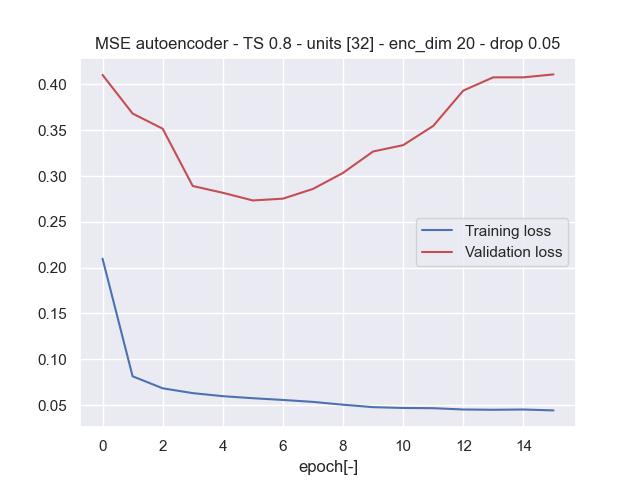 MSE autoencoder - TS 0.8 - units [32] - enc_dim 20 - drop 0.05
0.40
0.35
0.30
0.25
0.20
0.15
0.10
0.05
Training loss
Validation loss
0 2 4 6 8 10 12 14
epoch[-]